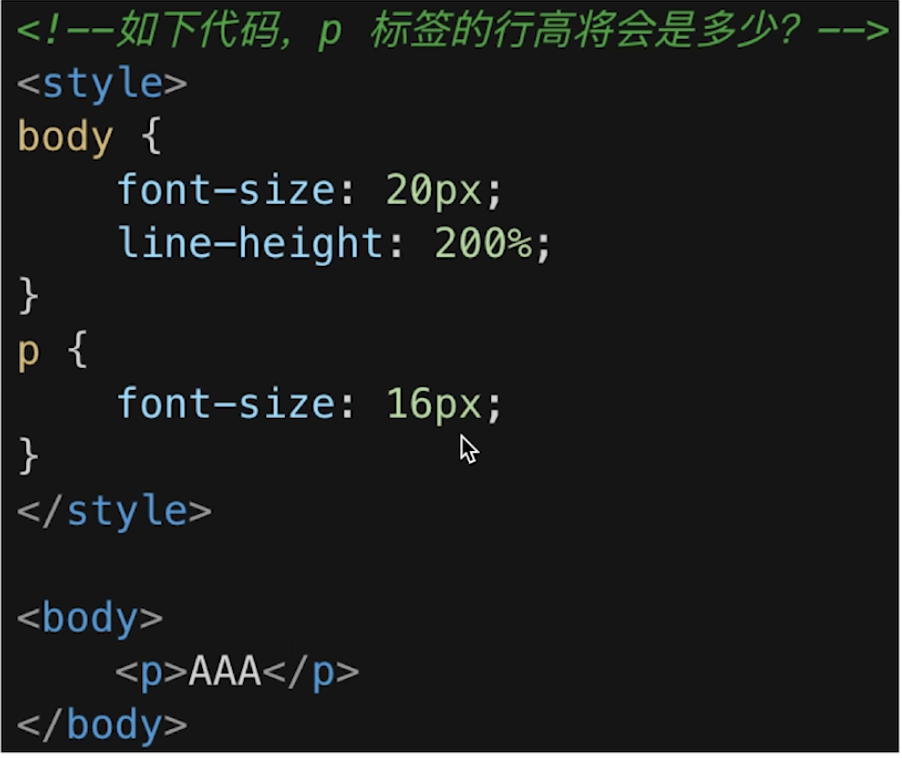 <!--如下代码，p 标签的行高将会是多少？-->
<style>
body {
    font-size: 20px;
    line-height: 200%;
}
p {
    font-size: 16px;
}
</style>

<body>
    <p>AAA</p>
</body>